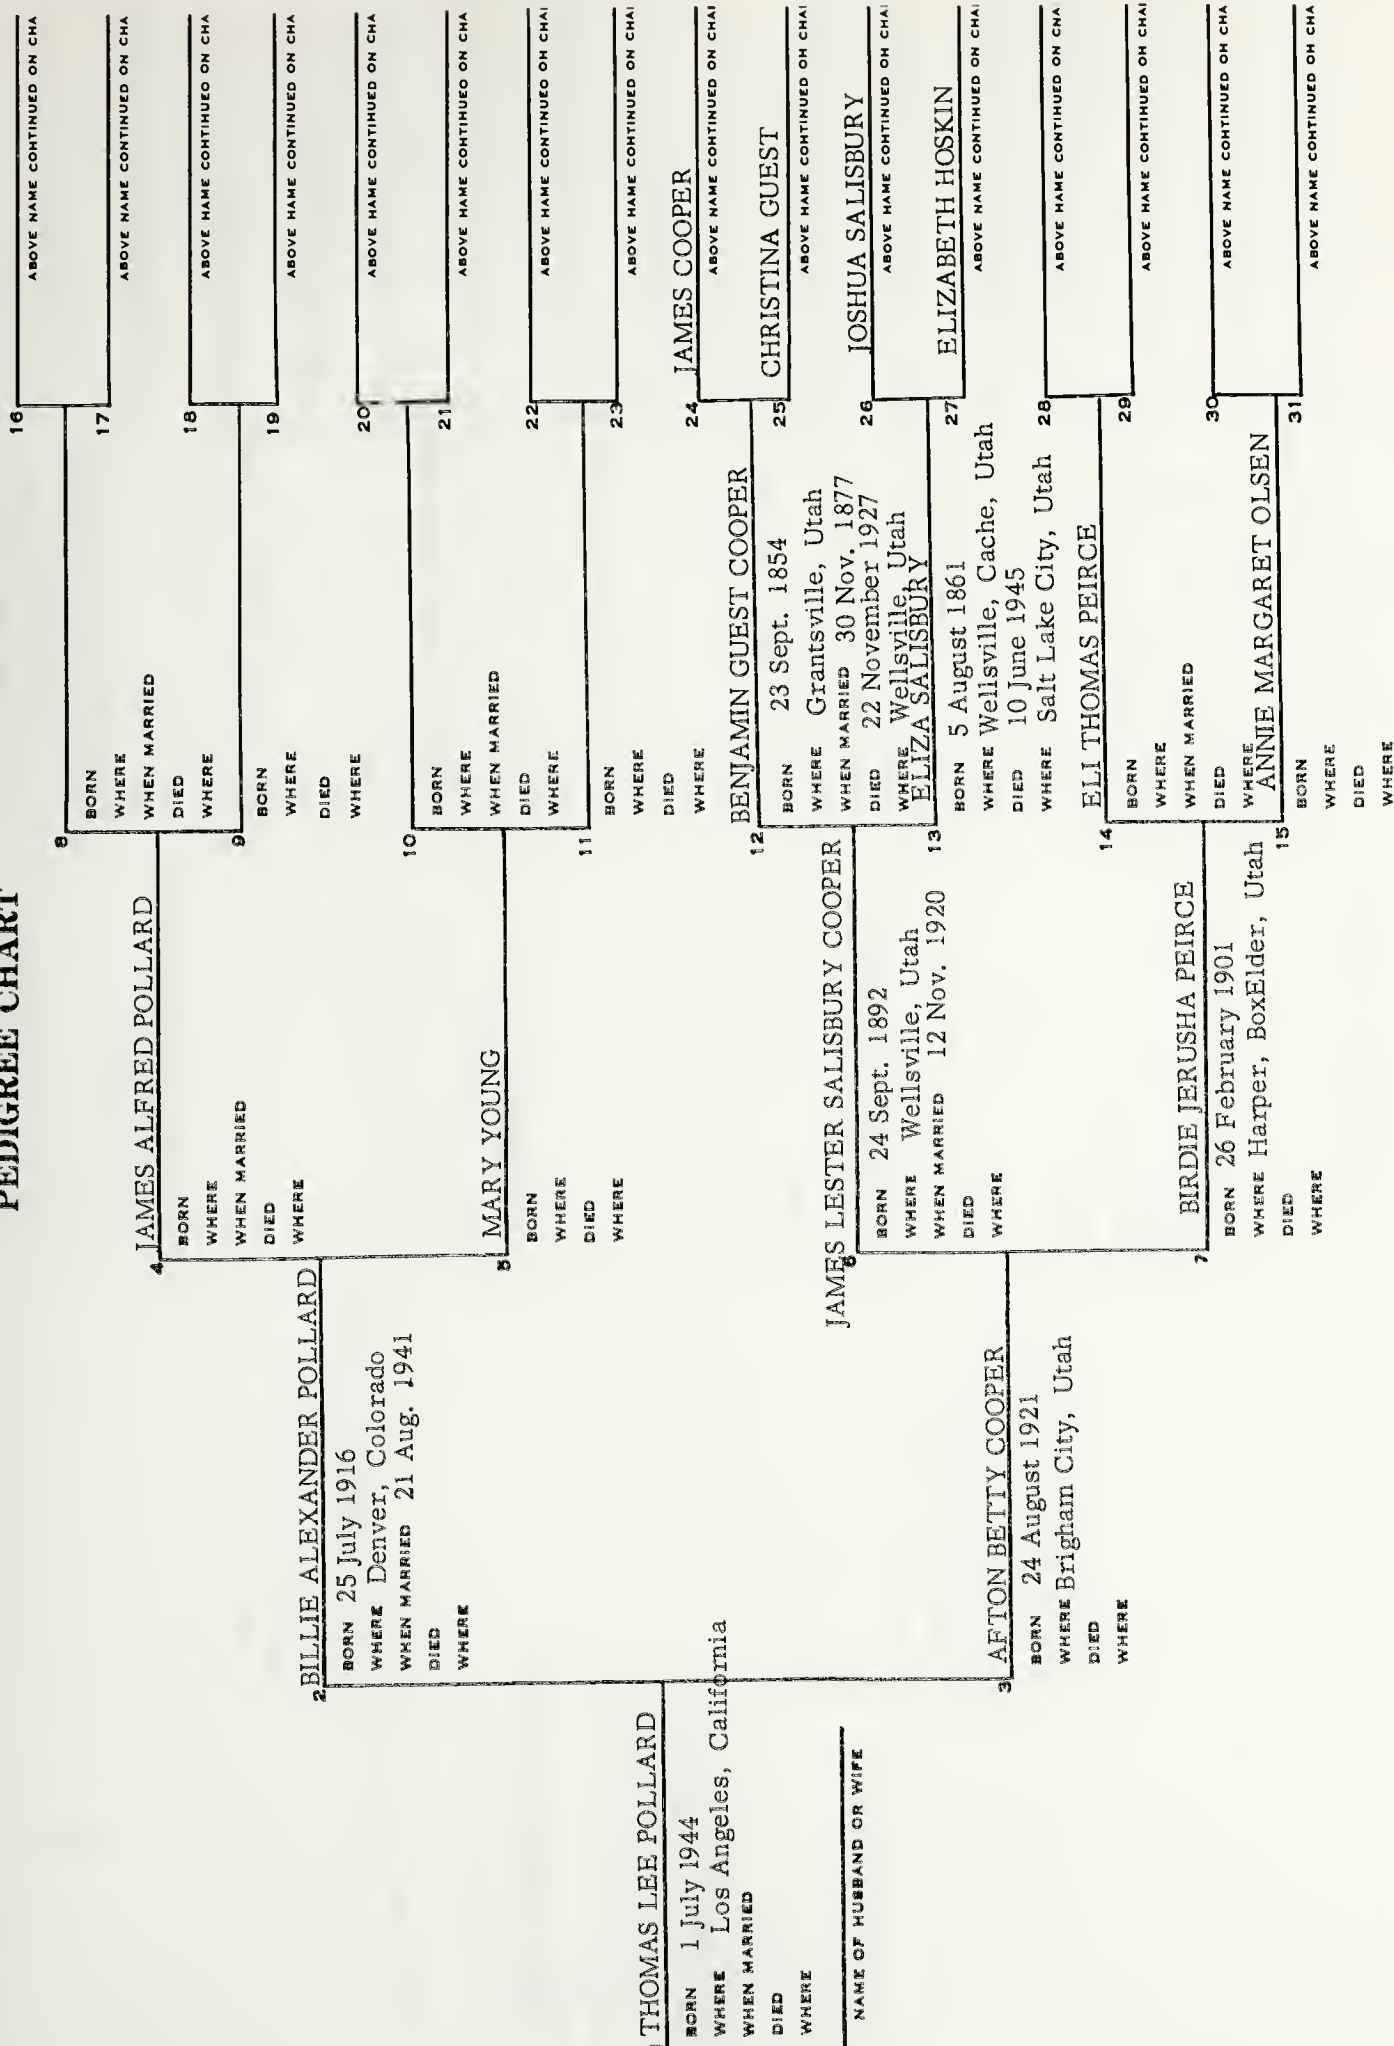 PEDIGREE CHART
THOMAS LEE POLLARD
BORN 1 July 1944
WHERE Los Angeles, California
WHEN MARRIED
DIED
WHERE
NAME OF HUSBAND OR WIFE
2 BILLIE ALEXANDER POLLARD
BORN 25 July 1916
WHERE Denver, Colorado
WHEN MARRIED 21 Aug. 1941
DIED
WHERE
3 AFTON BETTY COOPER
BORN 24 August 1921
WHERE Brigham City, Utah
DIED
WHERE
4 JAMES ALFRED POLLARD
BORN
WHERE
WHEN MARRIED
DIED
WHERE
5 MARY YOUNG
BORN
WHERE
DIED
WHERE
6 JAMES LESTER SALISBURY COOPER
BORN 24 Sept. 1892
WHERE Wellsville, Utah
WHEN MARRIED 12 Nov. 1920
DIED
WHERE
7 BIRDIE JERUSHA PEIRCE
BORN 26 February 1901
WHERE Harper, BoxElder, Utah
DIED
WHERE
8
BORN
WHERE
WHEN MARRIED
DIED
WHERE
9
BORN
WHERE
DIED
WHERE
10
BORN
WHERE
WHEN MARRIED
DIED
WHERE
11
BORN
WHERE
DIED
WHERE
12 BENJAMIN GUEST COOPER
BORN 23 Sept. 1854
WHERE Grantsville, Utah
WHEN MARRIED 30 Nov. 1877
DIED 22 November 1927
WHERE Wellsville, Utah
13 ELIZA SALISBURY
BORN 5 August 1861
WHERE Wellsville, Cache, Utah
DIED 10 June 1945
WHERE Salt Lake City, Utah
14 ELI THOMAS PEIRCE
BORN
WHERE
WHEN MARRIED
DIED
WHERE
15 ANNIE MARGARET OLSEN
BORN
WHERE
DIED
WHERE
16
ABOVE NAME CONTINUED ON CHA
17
ABOVE NAME CONTINUED ON CHA
18
ABOVE NAME CONTINUED ON CHA
19
ABOVE NAME CONTINUED ON CHA
20
ABOVE NAME CONTINUED ON CHA
21
ABOVE NAME CONTINUED ON CHA
22
ABOVE NAME CONTINUED ON CHA
23
ABOVE NAME CONTINUED ON CHA
24 JAMES COOPER
ABOVE NAME CONTINUED ON CHA
25 CHRISTINA GUEST
ABOVE NAME CONTINUED ON CHA
26 JOSHUA SALISBURY
ABOVE NAME CONTINUED ON CHA
27 ELIZABETH HOSKIN
ABOVE NAME CONTINUED ON CHA
28
ABOVE NAME CONTINUED ON CHA
29
ABOVE NAME CONTINUED ON CHA
30
ABOVE NAME CONTINUED ON CHA
31
ABOVE NAME CONTINUED ON CHA